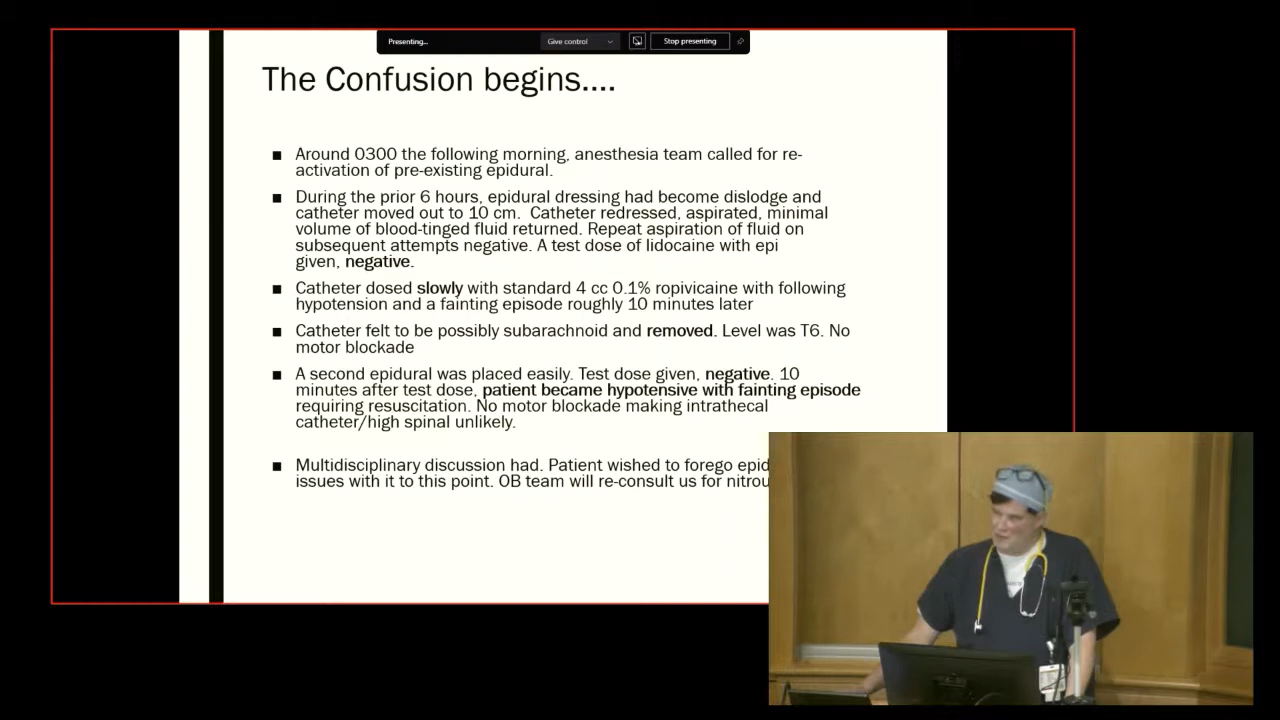 Presenting...
Give control
Stop presenting
The Confusion begins....
■ Around 0300 the following morning, anesthesia team called for re-
activation of pre-existing epidural.
■ During the prior 6 hours, epidural dressing had become dislodge and
catheter moved out to 10 cm. Catheter redressed, aspirated, minimal
volume of blood-tinged fluid returned. Repeat aspiration of fluid on
subsequent attempts negative. A test dose of lidocaine with epi
given, negative.
■ Catheter dosed slowly with standard 4 cc 0.1% ropivicaine with following
hypotension and a fainting episode roughly 10 minutes later
■ Catheter felt to be possibly subarachnoid and removed. Level was T6. No
motor blockade
■ A second epidural was placed easily. Test dose given, negative. 10
minutes after test dose, patient became hypotensive with fainting episode
requiring resuscitation. No motor blockade making intrathecal
catheter/high spinal unlikely.
■ Multidisciplinary discussion had. Patient wished to forego epid
issues with it to this point. OB team will re-consult us for nitrou